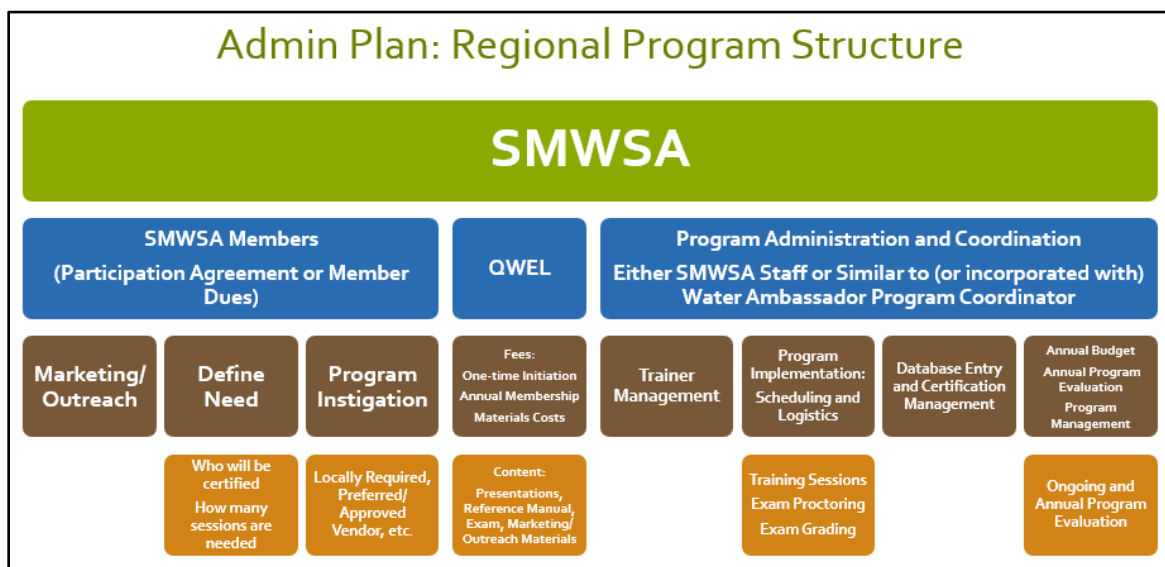 Admin Plan: Regional Program Structure
SMWSA
SMWSA Members
(Participation Agreement or Member
Dues)
QWEL
Program Administration and Coordination
Either SMWSA Staff or Similar to (or incorporated with)
Water Ambassador Program Coordinator
Marketing/
Outreach
Define
Need
Program
Instigation
Fees:
One-time Initiation
Annual Membership
Materials Costs
Trainer
Management
Program
Implementation:
Scheduling and
Logistics
Database Entry
and Certification
Management
Annual Budget
Annual Program
Evaluation
Program
Management
Who will be
certified
How many
sessions are
needed
Locally Required,
Preferred/
Approved
Vendor, etc.
Content:
Presentations,
Reference Manual,
Exam, Marketing/
Outreach Materials
Training Sessions
Exam Proctoring
Exam Grading
Ongoing and
Annual Program
Evaluation